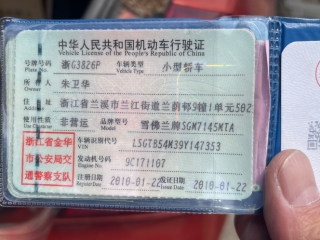 中华人民共和国机动车行驶证
Vehicle License of the People's Republic of China
号牌号码 浙G3826F 车辆类型 小型轿车
Plate No. Vehicle Type
所有人 朱卫华
Owner
住址 浙江省兰溪市兰江街道兰荫邨9幢1单元502
Address
使用性质 非营运 品牌型号 雪佛兰牌SGM7145MTA
Use Character Model
浙江省金华 车辆识别代号 LSGTB54M39Y147353
VIN
市公安局交 发动机号码 9C171107
Engine No.
通警察支队 注册日期 2010-01-22 发证日期 2010-01-22
Register Date Issue Date